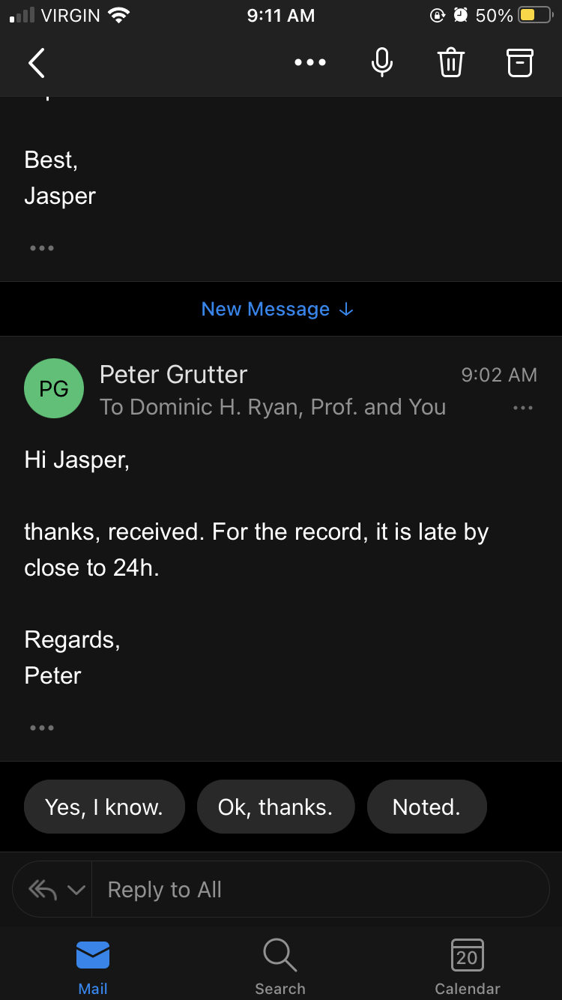 VIRGIN 9:11 AM 50%
Best,
Jasper
New Message ↓
PG Peter Grutter 9:02 AM
To Dominic H. Ryan, Prof. and You
Hi Jasper,
thanks, received. For the record, it is late by
close to 24h.
Regards,
Peter
Yes, I know. Ok, thanks. Noted.
Reply to All
20
Mail Search Calendar